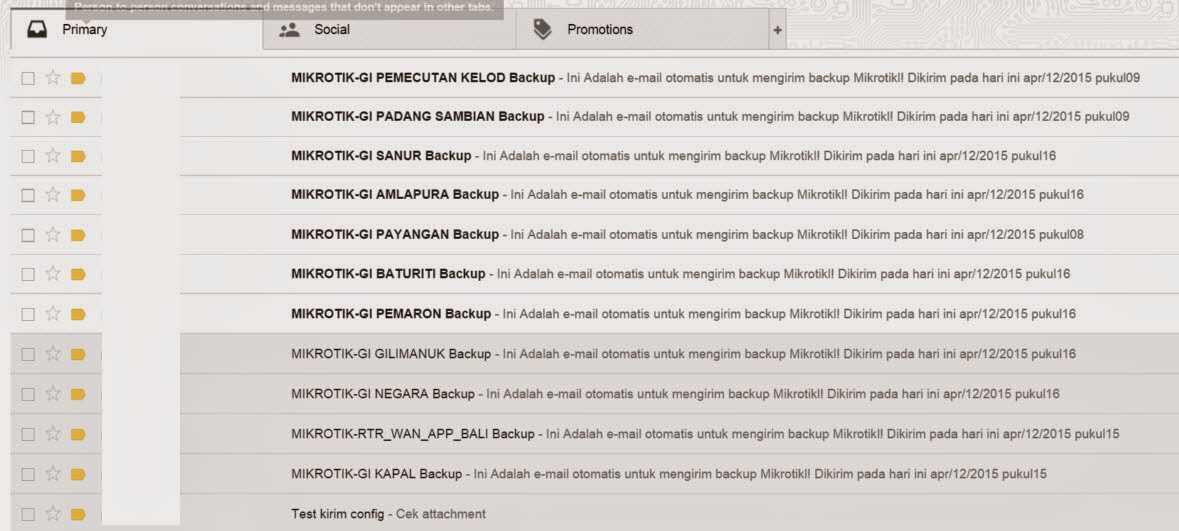 Person to person conversations and messages that don't appear in other tabs.
Primary Social Promotions +
MIKROTIK-GI PEMECUTAN KELOD Backup - Ini Adalah e-mail otomatis untuk mengirim backup Mikrotik!! Dikirim pada hari ini apr/12/2015 pukul09
MIKROTIK-GI PADANG SAMBIAN Backup - Ini Adalah e-mail otomatis untuk mengirim backup Mikrotik!! Dikirim pada hari ini apr/12/2015 pukul09
MIKROTIK-GI SANUR Backup - Ini Adalah e-mail otomatis untuk mengirim backup Mikrotik!! Dikirim pada hari ini apr/12/2015 pukul16
MIKROTIK-GI AMLAPURA Backup - Ini Adalah e-mail otomatis untuk mengirim backup Mikrotik!! Dikirim pada hari ini apr/12/2015 pukul16
MIKROTIK-GI PAYANGAN Backup - Ini Adalah e-mail otomatis untuk mengirim backup Mikrotik!! Dikirim pada hari ini apr/12/2015 pukul08
MIKROTIK-GI BATURITI Backup - Ini Adalah e-mail otomatis untuk mengirim backup Mikrotik!! Dikirim pada hari ini apr/12/2015 pukul16
MIKROTIK-GI PEMARON Backup - Ini Adalah e-mail otomatis untuk mengirim backup Mikrotik!! Dikirim pada hari ini apr/12/2015 pukul16
MIKROTIK-GI GILIMANUK Backup - Ini Adalah e-mail otomatis untuk mengirim backup Mikrotik!! Dikirim pada hari ini apr/12/2015 pukul16
MIKROTIK-GI NEGARA Backup - Ini Adalah e-mail otomatis untuk mengirim backup Mikrotik!! Dikirim pada hari ini apr/12/2015 pukul16
MIKROTIK-RTR_WAN_APP_BALI Backup - Ini Adalah e-mail otomatis untuk mengirim backup Mikrotik!! Dikirim pada hari ini apr/12/2015 pukul15
MIKROTIK-GI KAPAL Backup - Ini Adalah e-mail otomatis untuk mengirim backup Mikrotik!! Dikirim pada hari ini apr/12/2015 pukul15
Test kirim config - Cek attachment